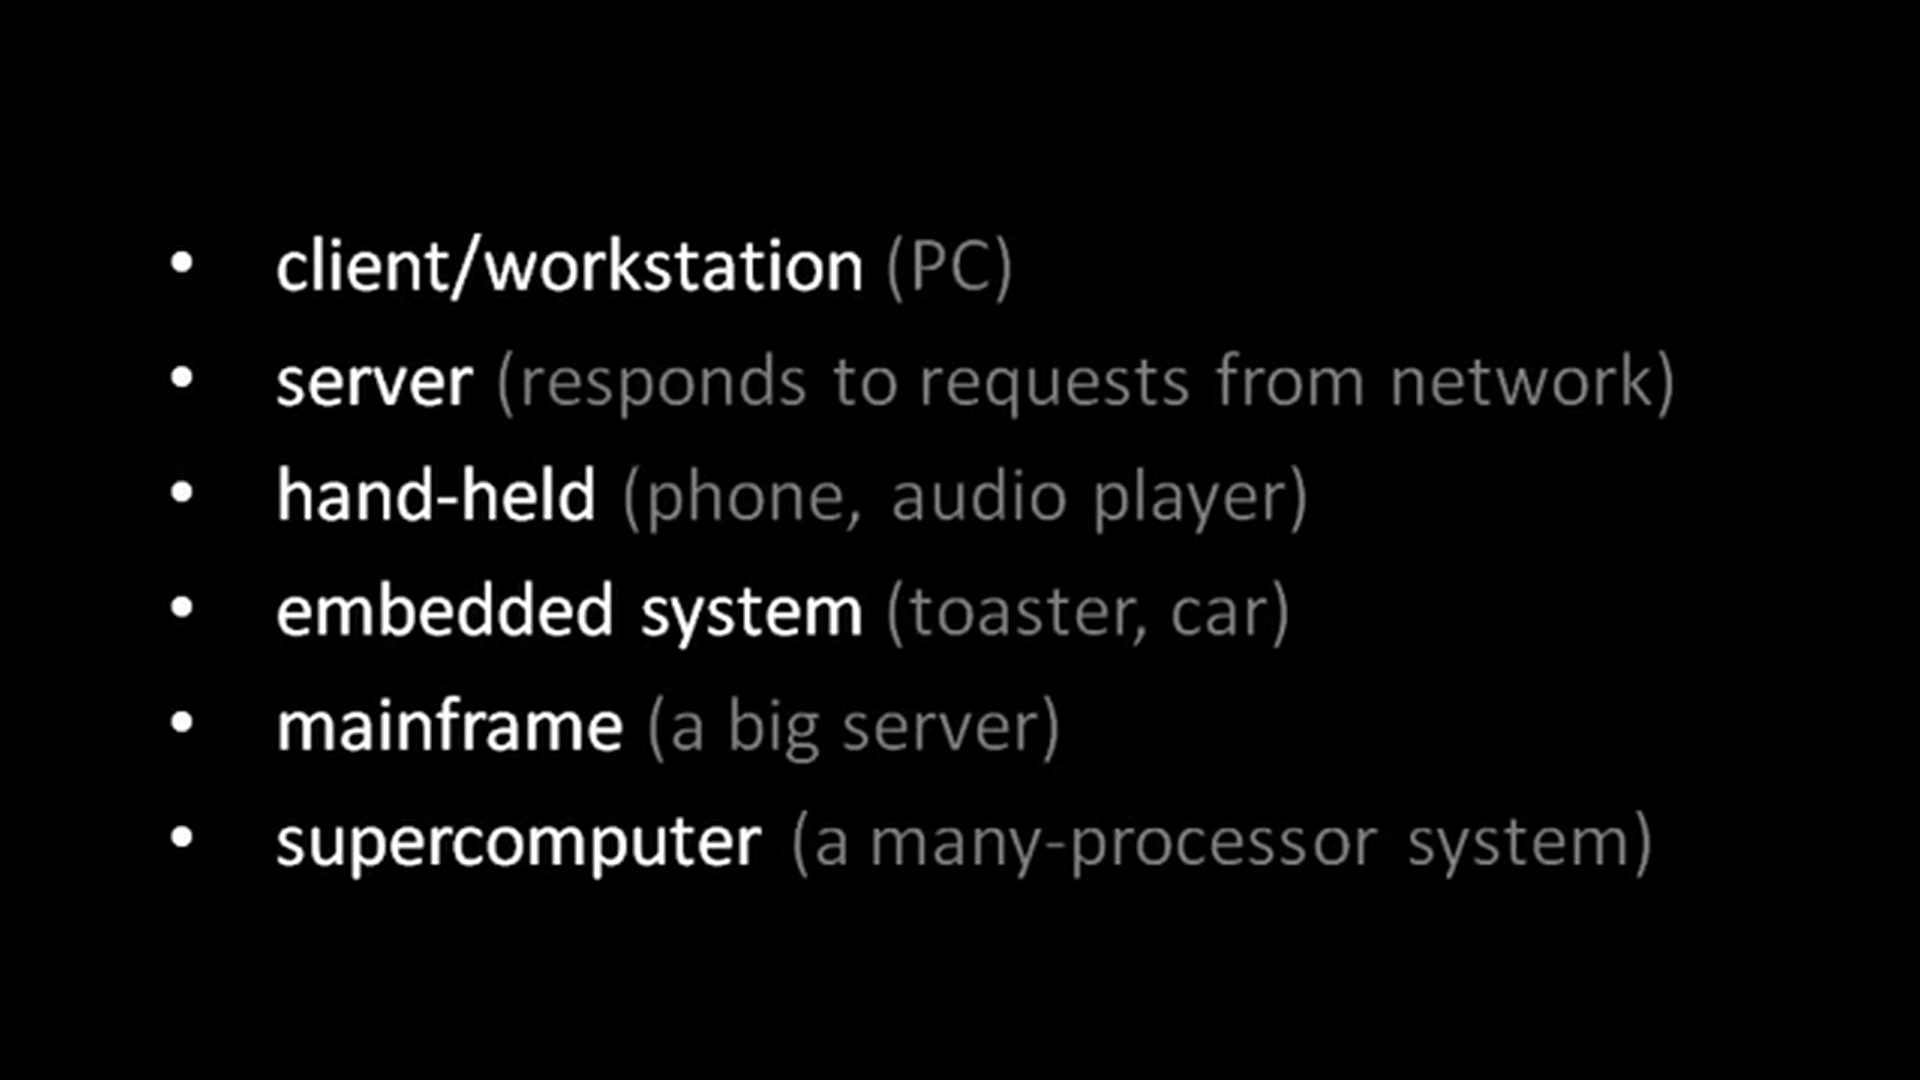 • client/workstation (PC)
• server (responds to requests from network)
• hand-held (phone, audio player)
• embedded system (toaster, car)
• mainframe (a big server)
• supercomputer (a many-processor system)